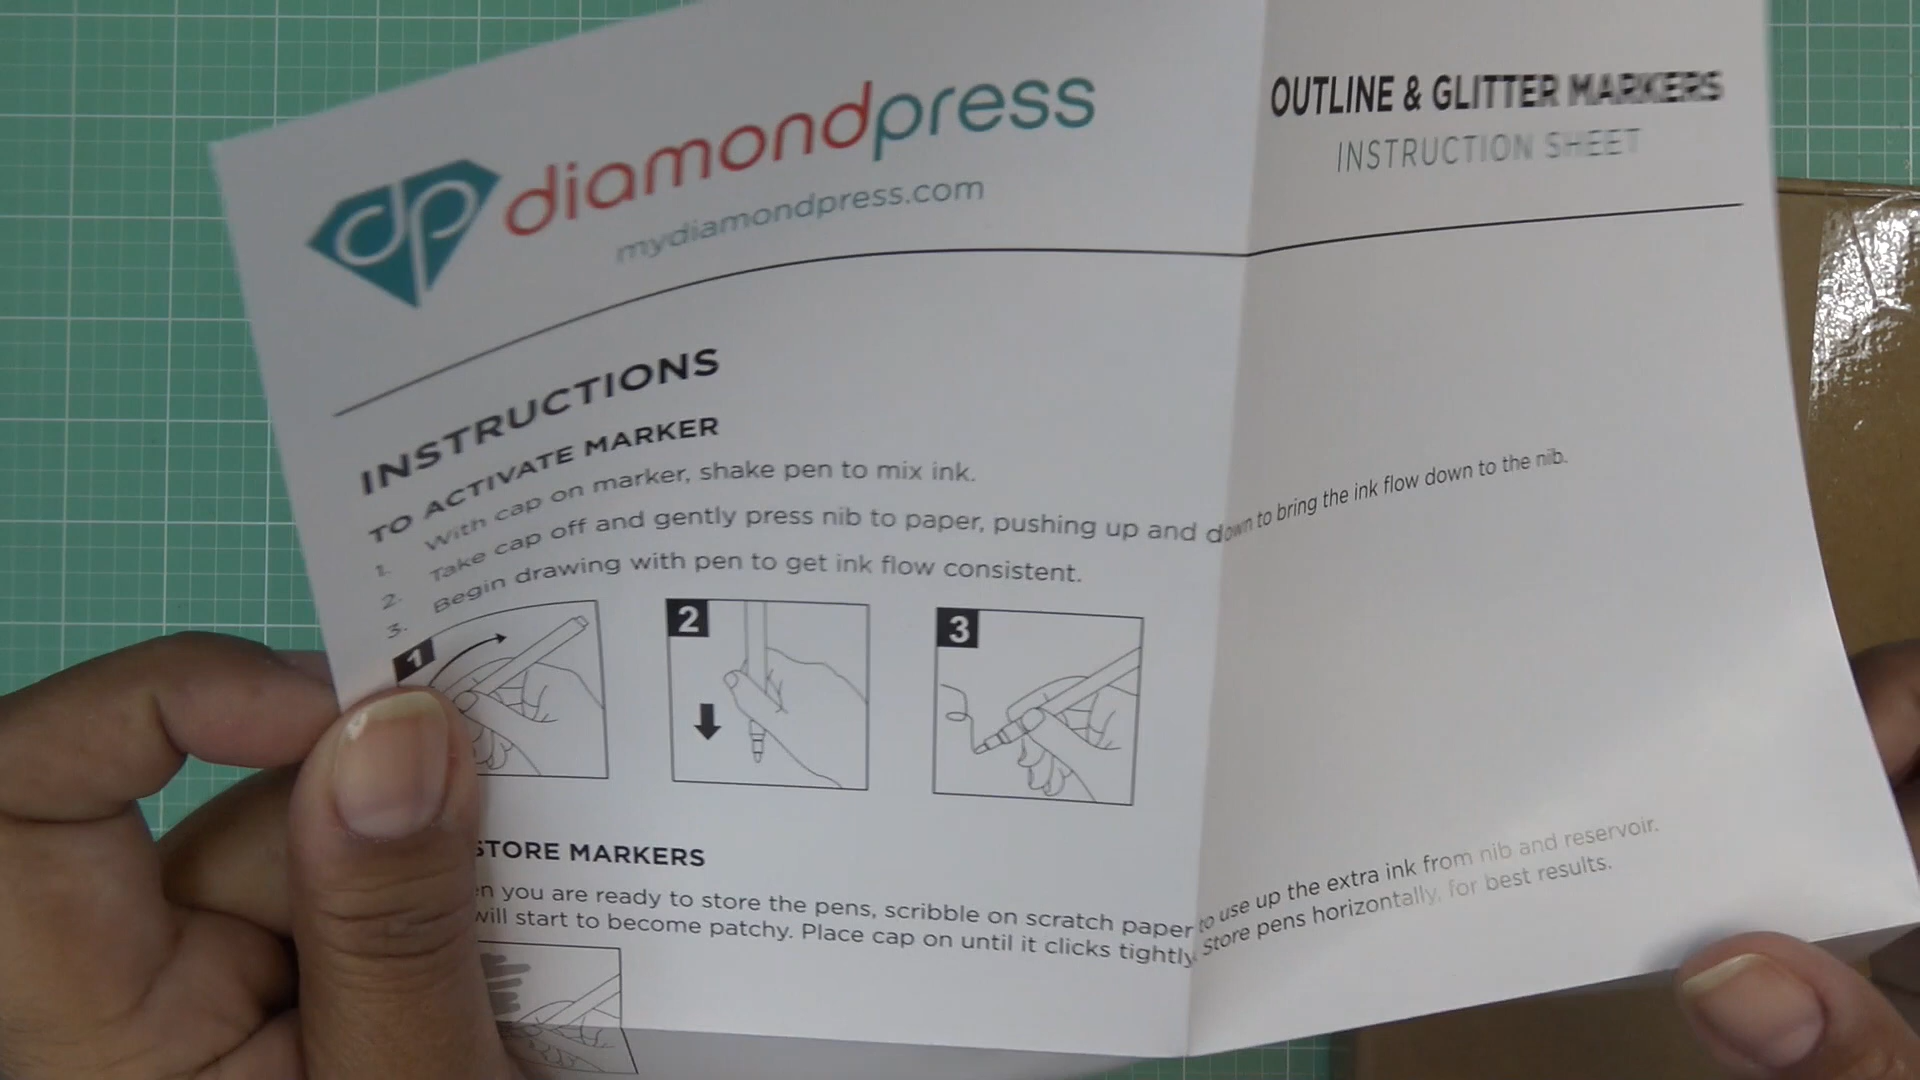 dp diamondpress
mydiamondpress.com
OUTLINE & GLITTER MARKERS
INSTRUCTION SHEET
INSTRUCTIONS
TO ACTIVATE MARKER
1. With cap on marker, shake pen to mix ink.
2. Take cap off and gently press nib to paper, pushing up and down to bring the ink flow down to the nib.
3. Begin drawing with pen to get ink flow consistent.
1
2
3
STORE MARKERS
you are ready to store the pens, scribble on scratch paper to use up the extra ink from nib and reservoir.
will start to become patchy. Place cap on until it clicks tightly. Store pens horizontally, for best results.